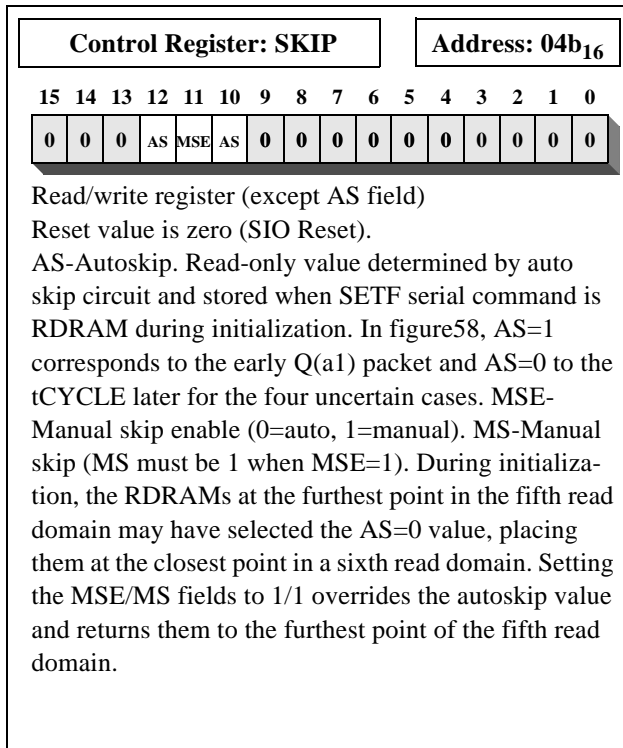 Control Register: SKIP
Address: 04b₁₆
15 14 13 12 11 10 9 8 7 6 5 4 3 2 1 0
0 0 0 AS MSE AS 0 0 0 0 0 0 0 0 0 0
Read/write register (except AS field)
Reset value is zero (SIO Reset).
AS-Autoskip. Read-only value determined by auto
skip circuit and stored when SETF serial command is
RDRAM during initialization. In figure58, AS=1
corresponds to the early Q(a1) packet and AS=0 to the
tCYCLE later for the four uncertain cases. MSE-
Manual skip enable (0=auto, 1=manual). MS-Manual
skip (MS must be 1 when MSE=1). During initializa-
tion, the RDRAMs at the furthest point in the fifth read
domain may have selected the AS=0 value, placing
them at the closest point in a sixth read domain. Setting
the MSE/MS fields to 1/1 overrides the autoskip value
and returns them to the furthest point of the fifth read
domain.